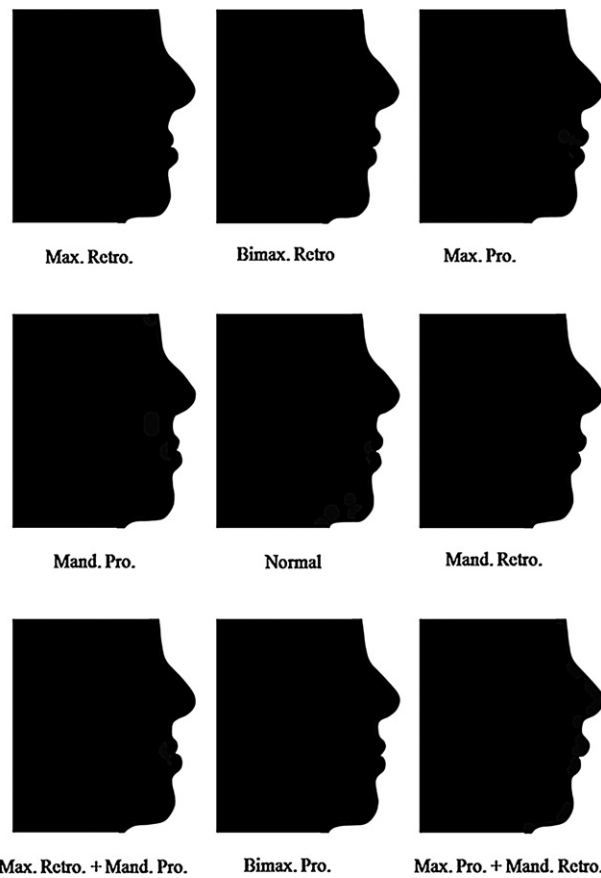 Max. Retro.
Bimax. Retro
Max. Pro.
Mand. Pro.
Normal
Mand. Retro.
Max. Retro. + Mand. Pro.
Bimax. Pro.
Max. Pro. + Mand. Retro.